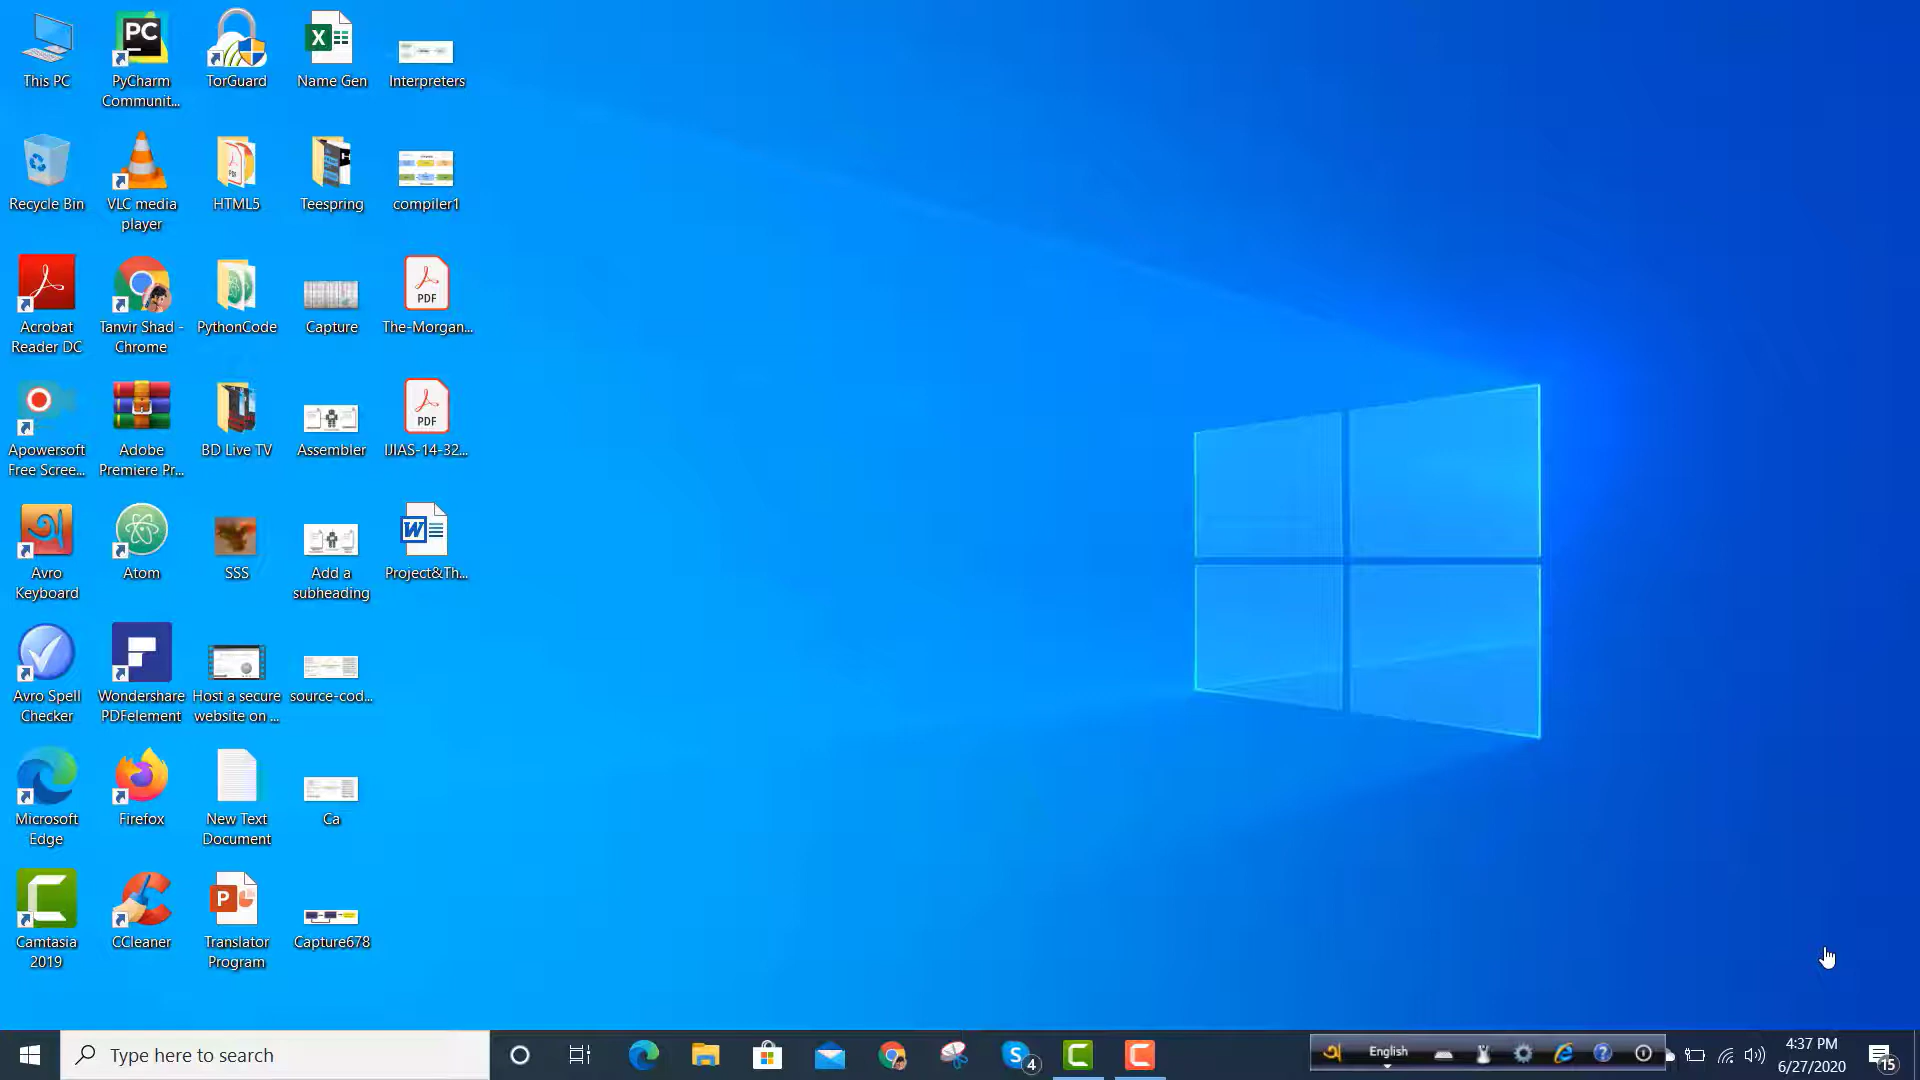 This PC
PyCharm
Communit...
TorGuard
Name Gen
Interpreters
Recycle Bin
VLC media
player
HTML5
Teespring
compiler1
Acrobat
Reader DC
Tanvir Shad -
Chrome
PythonCode
Capture
The-Morgan...
Apowersoft
Free Scree...
Adobe
Premiere Pr...
BD Live TV
Assembler
IJIAS-14-32...
Avro
Keyboard
Atom
SSS
Add a
subheading
Project&Th...
Avro Spell
Checker
Wondershare
PDFelement
Host a secure
website on ...
source-cod...
Microsoft
Edge
Firefox
New Text
Document
Ca
Camtasia
2019
CCleaner
Translator
Program
Capture678
PC
X
PDF
PDF
PDF
W
P
Type here to search
4
English
4:37 PM
6/27/2020
15